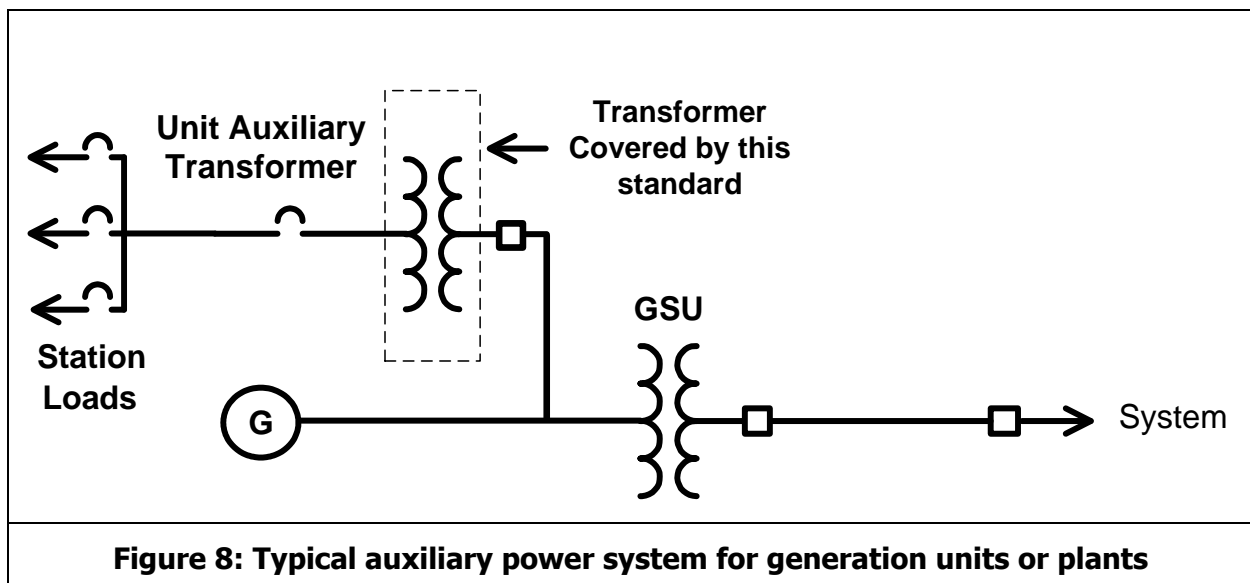 Unit Auxiliary
Transformer
Transformer
Covered by this
standard
GSU
Station
Loads
G
System
Figure 8: Typical auxiliary power system for generation units or plants